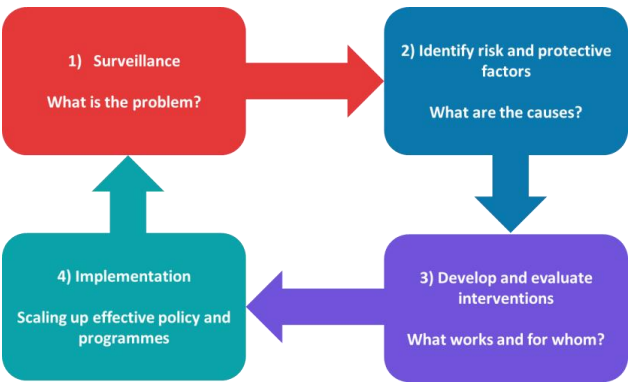 1) Surveillance
What is the problem?
2) Identify risk and protective
factors
What are the causes?
3) Develop and evaluate
interventions
What works and for whom?
4) Implementation
Scaling up effective policy and
programmes